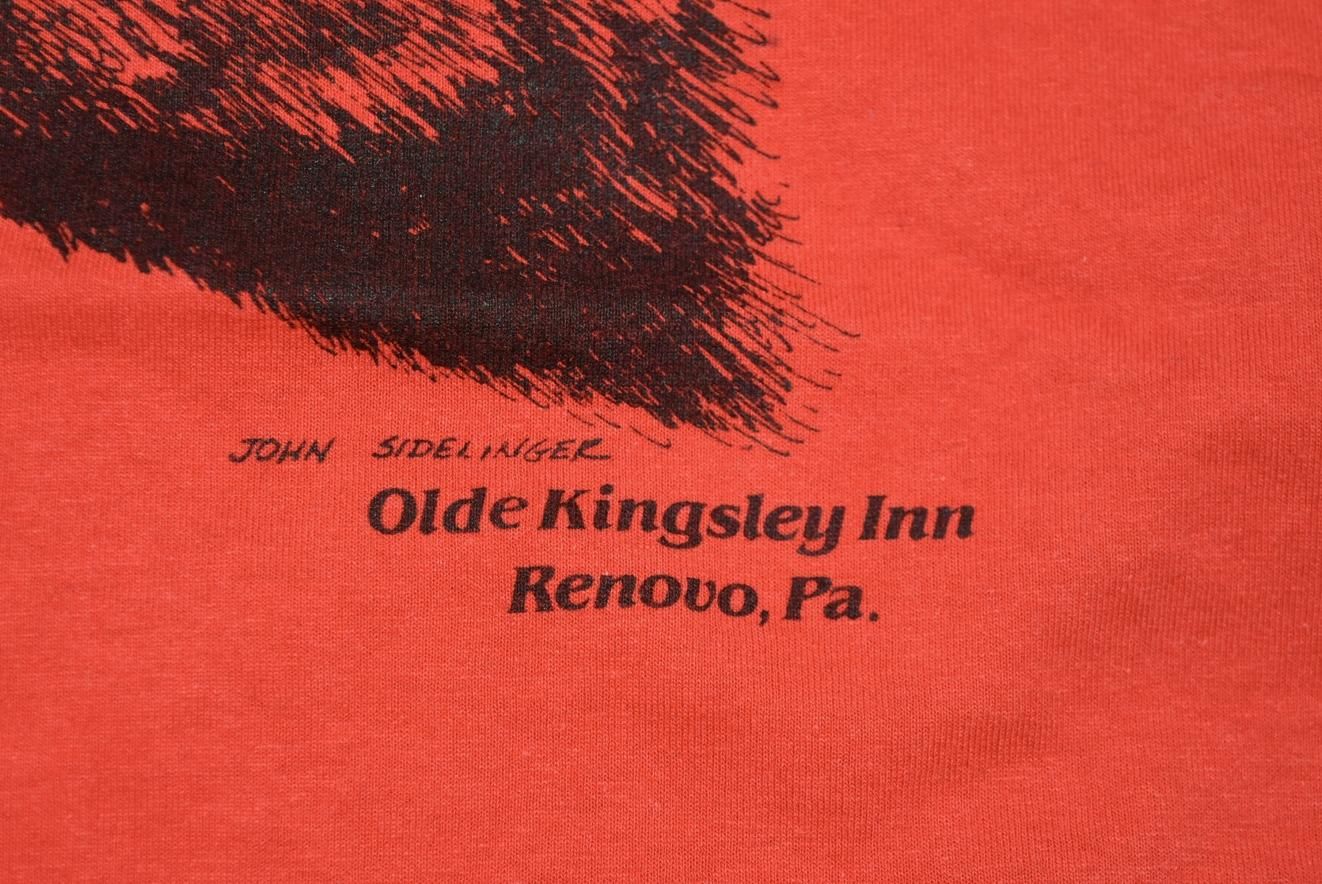 JOHN SIDELINGER
Olde Kingsley Inn
Renovo, Pa.